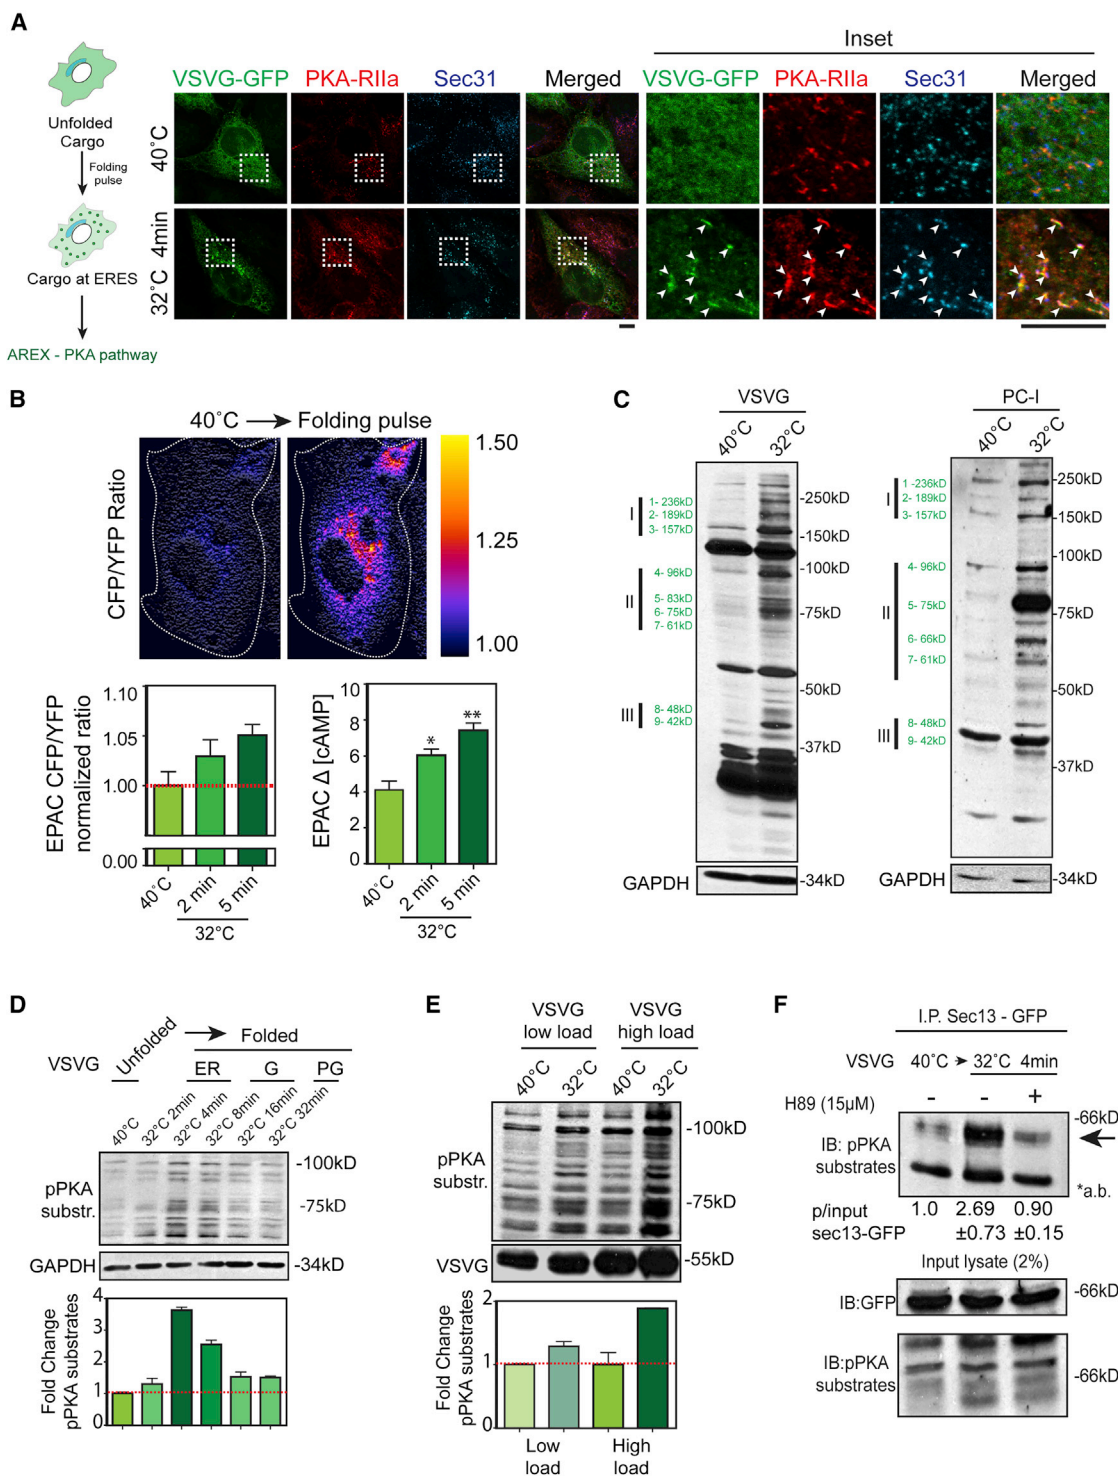 A
Inset
VSVG-GFP PKA-RIIa Sec31 Merged VSVG-GFP PKA-RIIa Sec31 Merged
Unfolded
Cargo
Folding
pulse
Cargo at ERES
AREX - PKA pathway
40˚C
4min
32˚C
B
40˚C Folding pulse
CFP/YFP Ratio
1.50
1.25
1.00
EPAC CFP/YFP
normalized ratio
1.10
1.05
1.00
0.00
40˚C 2 min 5 min
32˚C
EPAC Δ [cAMP]
10
8
6
4
2
0
* **
40˚C 2 min 5 min
32˚C
C
VSVG
40°C 32°C
I
1- 236kD
2- 189kD
3- 157kD
II
4- 96kD
5- 83kD
6- 75kD
7- 61kD
III
8- 48kD
9- 42kD
-250kD
-150kD
-100kD
-75kD
-50kD
-37kD
GAPDH -34kD
PC-I
40°C 32°C
I
1 -236kD
2- 189kD
3- 157kD
II
4- 96kD
5- 75kD
6- 66kD
7- 61kD
III
8- 48kD
9- 42kD
-250kD
-150kD
-100kD
-75kD
-50kD
-37kD
GAPDH -34kD
D
VSVG
Unfolded Folded
ER G PG
40°C 32°C 2min 32°C 4min 32°C 8min 32°C 16min 32°C 32min
pPKA
substr.
-100kD
-75kD
GAPDH -34kD
Fold Change
pPKA substrates
4
3
2
1
0
E
VSVG
low load
VSVG
high load
40°C 32°C 40°C 32°C
pPKA
substr.
-100kD
-75kD
VSVG -55kD
Fold Change
pPKA substrates
2
1
0
Low
load
High
load
F
I.P. Sec13 - GFP
VSVG 40˚C 32˚C 4min
H89 (15µM) - - +
IB: pPKA
substrates
-66kD
*a.b.
p/input 1.0 2.69 0.90
sec13-GFP ±0.73 ±0.15
Input lysate (2%)
IB:GFP -66kD
IB:pPKA
substrates
-66kD